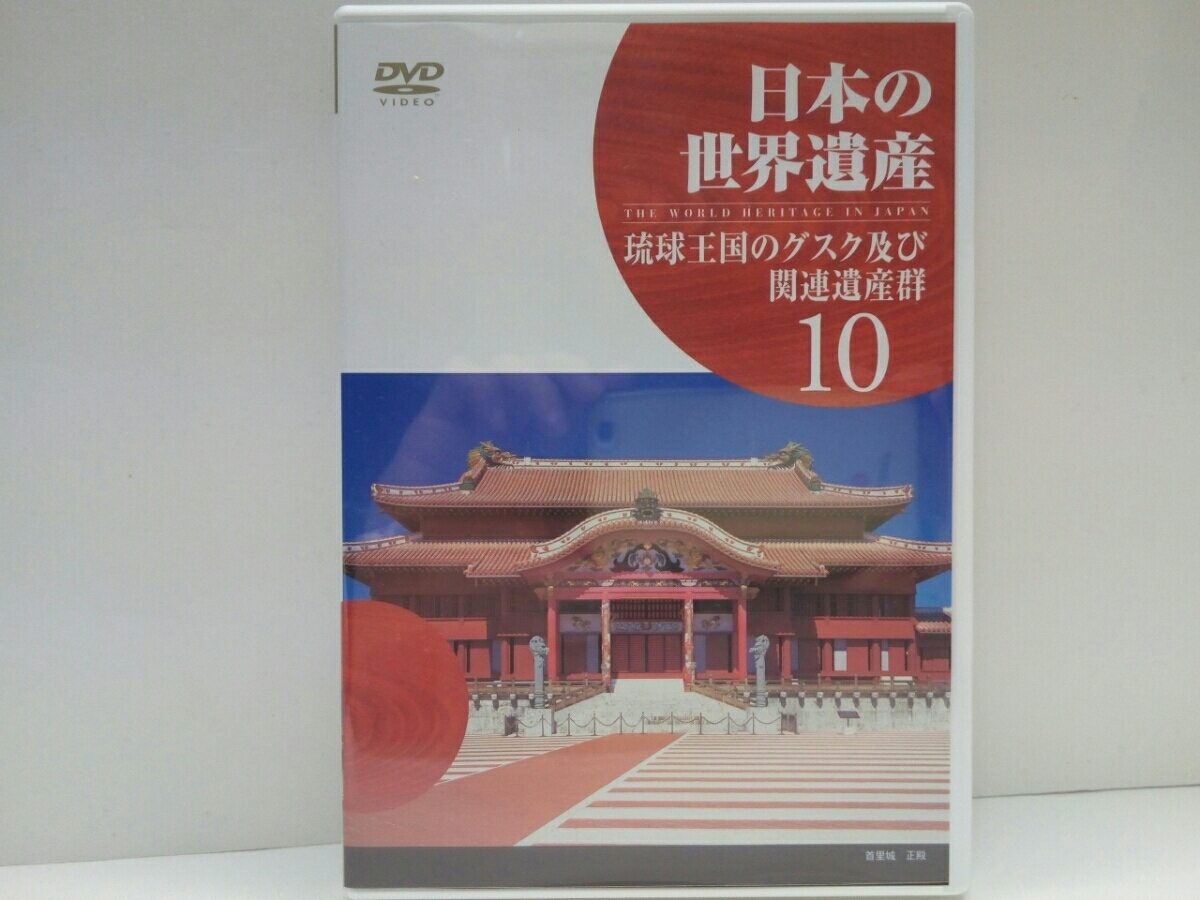 DVD
VIDEO
日本の
世界遺産
THE WORLD HERITAGE IN JAPAN
琉球王国のグスク及び
関連遺産群
10
首里城 正殿